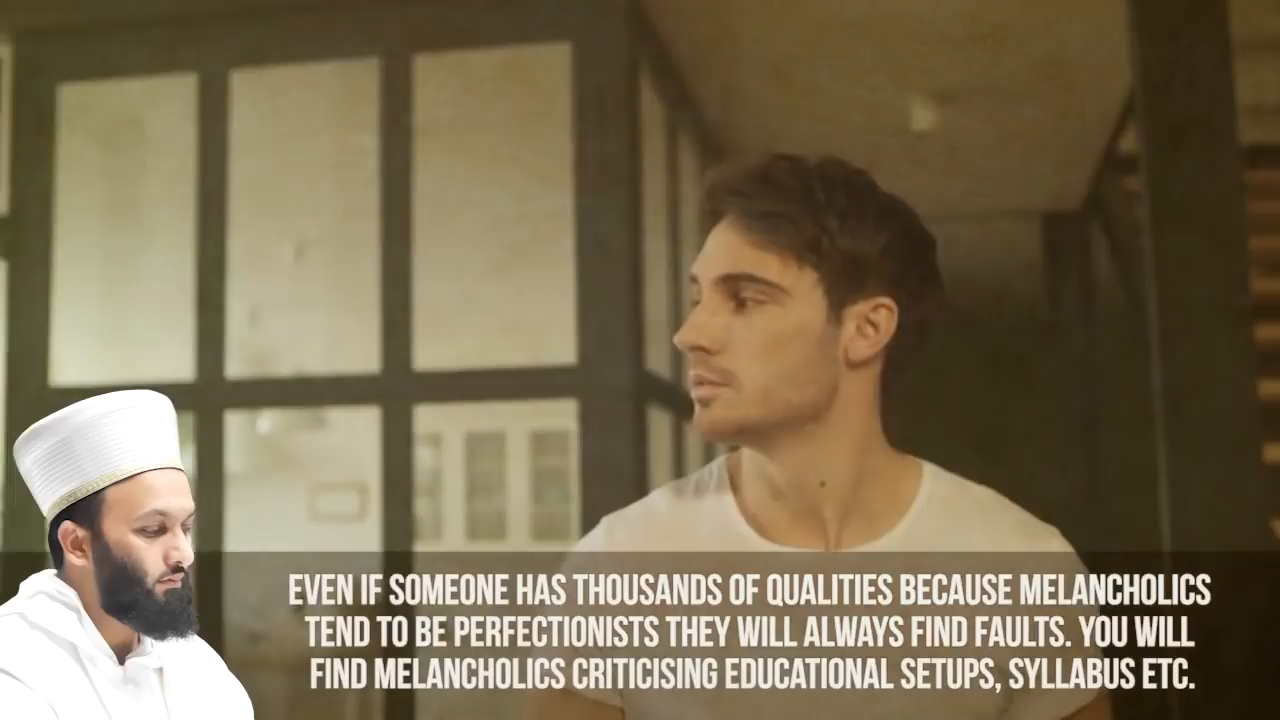 EVEN IF SOMEONE HAS THOUSANDS OF QUALITIES BECAUSE MELANCHOLICS
TEND TO BE PERFECTIONISTS THEY WILL ALWAYS FIND FAULTS. YOU WILL
FIND MELANCHOLICS CRITICISING EDUCATIONAL SETUPS, SYLLABUS ETC.